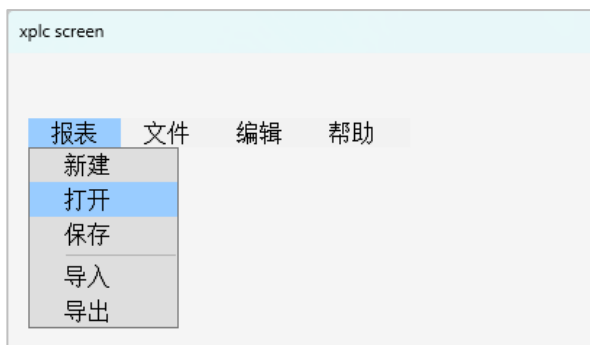 xplc screen
报表 文件 编辑 帮助
新建
打开
保存
导入
导出